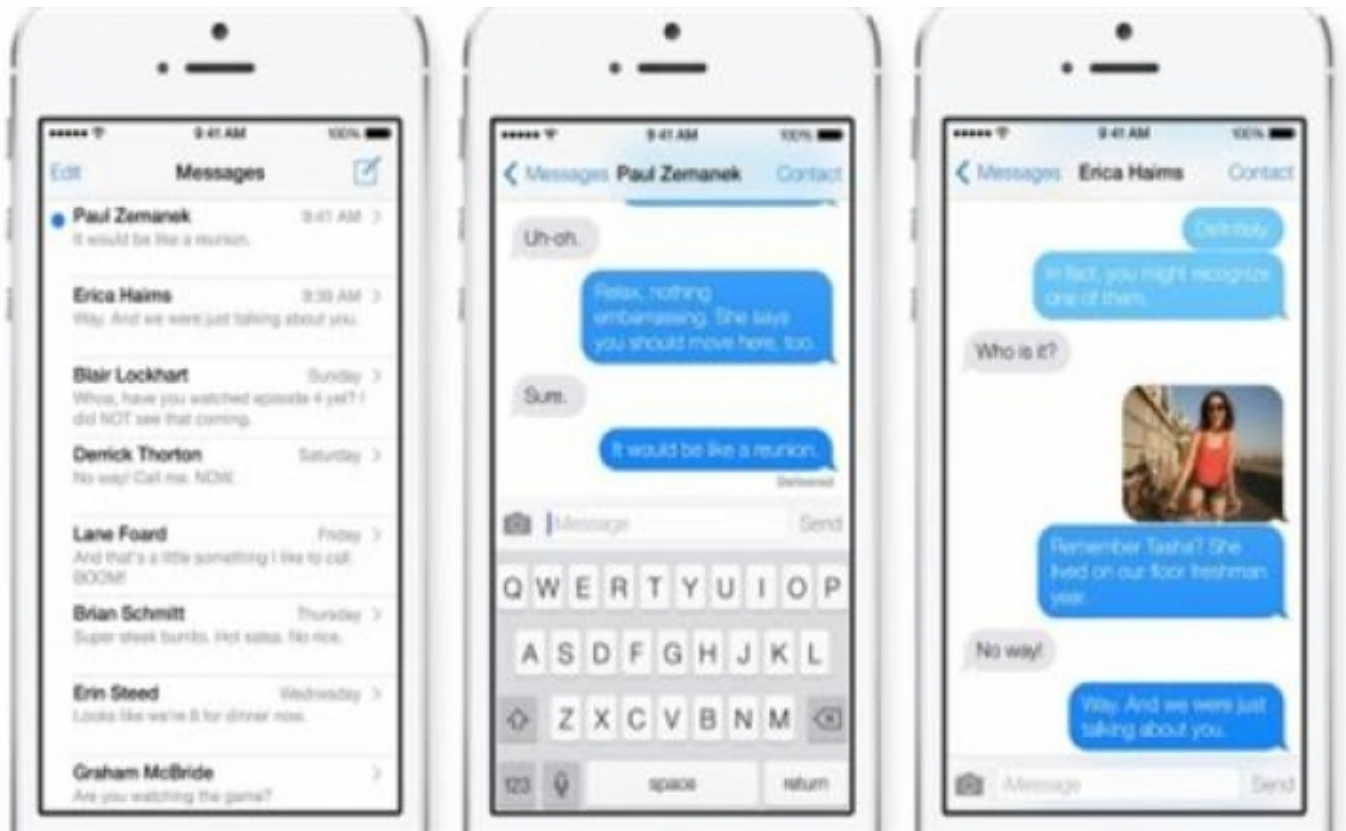 9:41 AM 100%
Edit Messages
Paul Zemanek 9:41 AM
It would be like a reunion.
Erica Haims 9:39 AM
Way. And we were just talking about you.
Blair Lockhart Sunday
Whoa, have you watched episode 4 yet? I
did NOT see that coming.
Derrick Thorton Saturday
No way! Call me. NOW.
Lane Foard Friday
And that's a little something I like to call:
BOOM!
Brian Schmitt Thursday
Super steak burrito. Hot salsa. No rice.
Erin Steed Wednesday
Looks like we're 8 for dinner now.
Graham McBride
Are you watching the game?
9:41 AM 100%
Messages Paul Zemanek Contact
Uh-oh.
Relax, nothing
embarrassing. She says
you should move here, too.
Sure.
It would be like a reunion.
Delivered
Message Send
Q W E R T Y U I O P
A S D F G H J K L
Z X C V B N M
123 space return
9:41 AM 100%
Messages Erica Haims Contact
Definitely.
In fact, you might recognize
one of them.
Who is it?
Remember Tasha? She
lived on our floor freshman
year.
No way!
Way. And we were just
talking about you.
Message Send